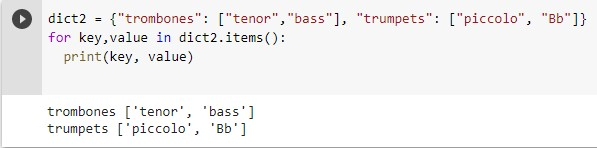 dict2 = {"trombones": ["tenor","bass"], "trumpets": ["piccolo", "Bb"]}
for key,value in dict2.items():
  print(key, value)
trombones ['tenor', 'bass']
trumpets ['piccolo', 'Bb']